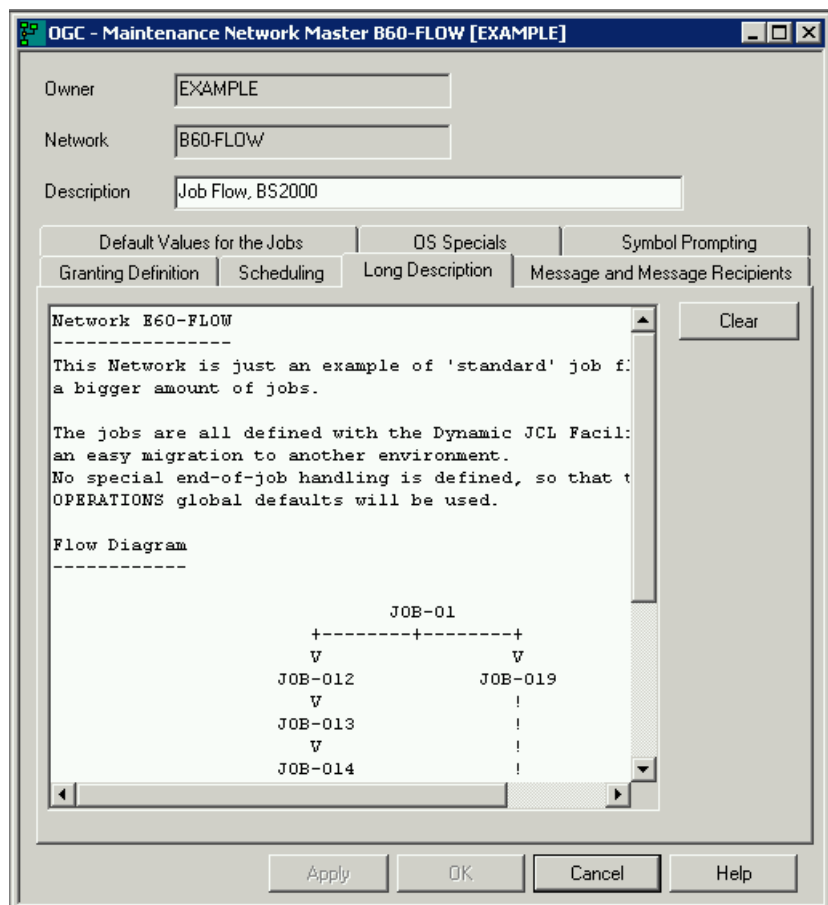 OGC - Maintenance Network Master B60-FLOW [EXAMPLE]
Owner EXAMPLE
Network B60-FLOW
Description Job Flow, BS2000
Default Values for the Jobs OS Specials Symbol Prompting
Granting Definition Scheduling Long Description Message and Message Recipients
Network E60-FLOW
----------------
This Network is just an example of 'standard' job
a bigger amount of jobs.
The jobs are all defined with the Dynamic JCL
an easy migration to another environment.
No special end-of-job handling is defined, so that
OPERATIONS global defaults will be used.
Flow Diagram
------------
JOB-01
+--------+--------+
V V
JOB-012 JOB-019
V !
JOB-013 !
V !
JOB-014 !
Clear
Apply OK Cancel Help